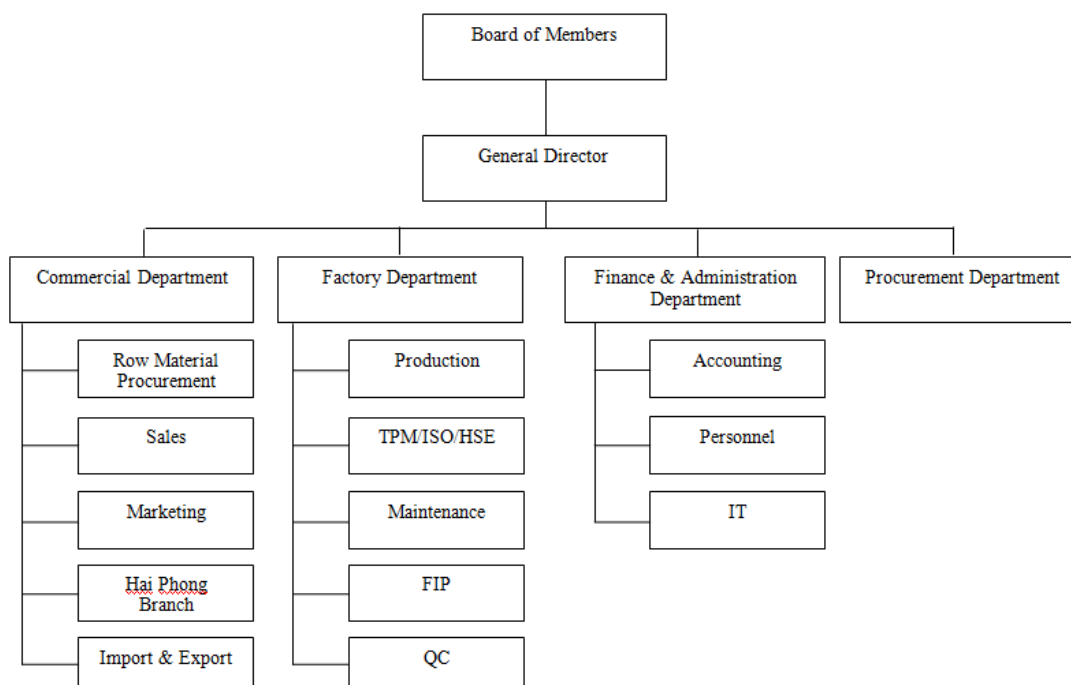 Board of Members
General Director
Commercial Department
Factory Department
Finance & Administration
Department
Procurement Department
Row Material
Procurement
Sales
Marketing
Hai Phong
Branch
Import & Export
Production
TPM/ISO/HSE
Maintenance
FIP
QC
Accounting
Personnel
IT